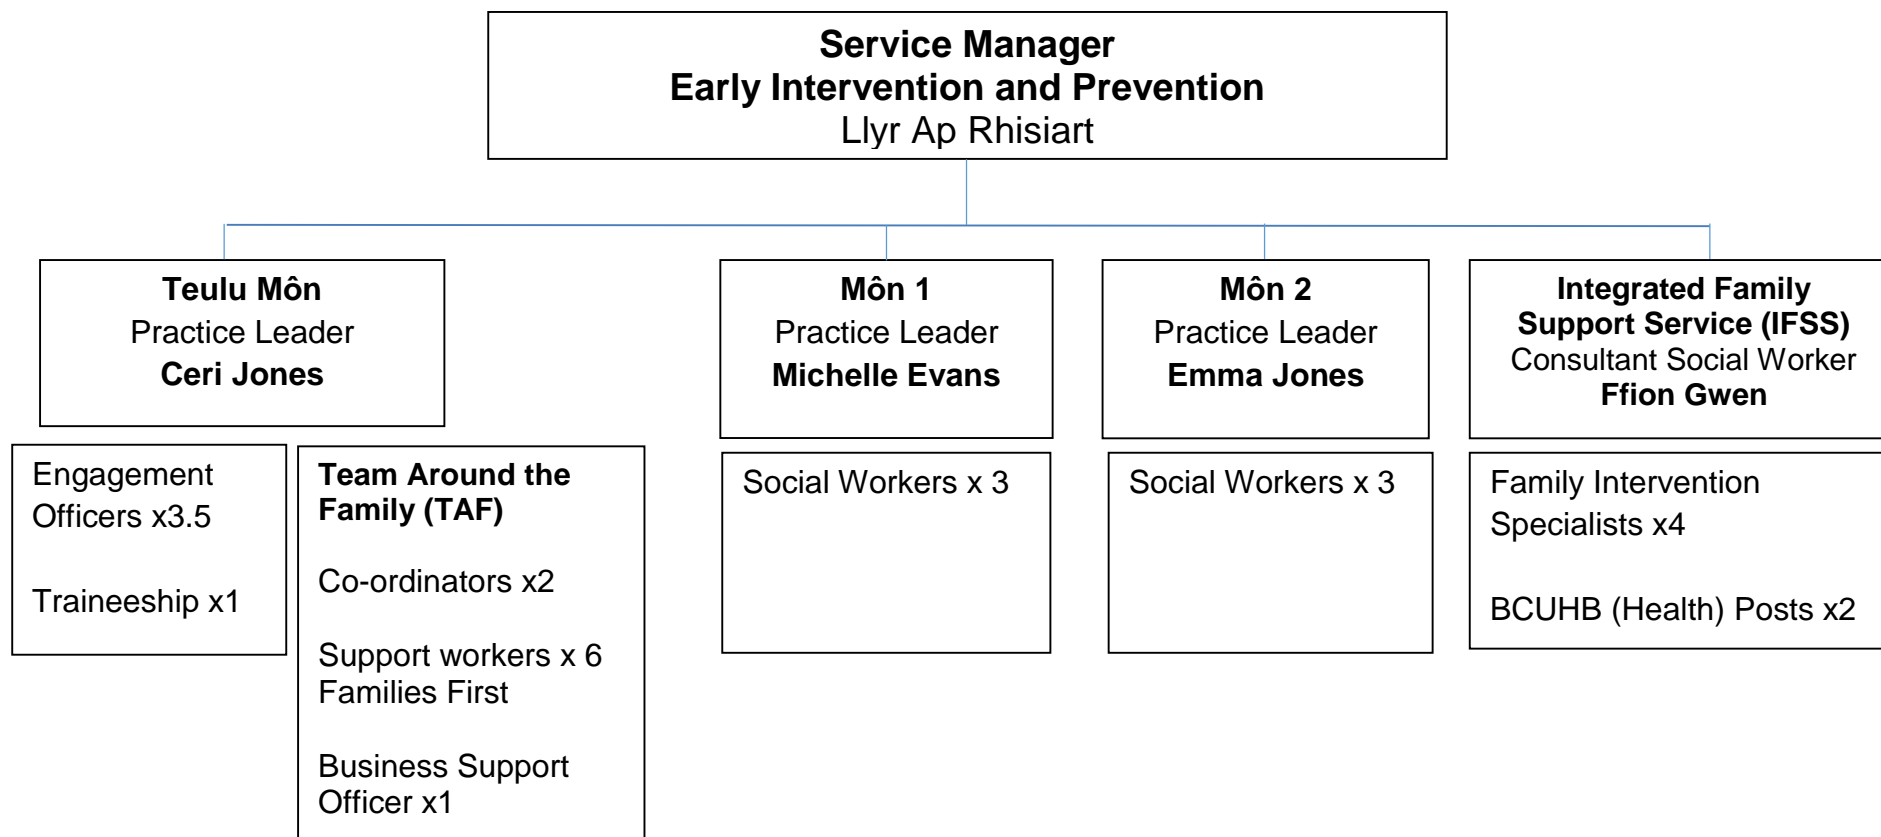 Service Manager
Early Intervention and Prevention
Llyr Ap Rhisiart
Teulu Môn
Practice Leader
Ceri Jones
Engagement
Officers x3.5
Traineeship x1
Team Around the
Family (TAF)
Co-ordinators x2
Support workers x 6
Families First
Business Support
Officer x1
Môn 1
Practice Leader
Michelle Evans
Social Workers x 3
Môn 2
Practice Leader
Emma Jones
Social Workers x 3
Integrated Family
Support Service (IFSS)
Consultant Social Worker
Ffion Gwen
Family Intervention
Specialists x4
BCUHB (Health) Posts x2